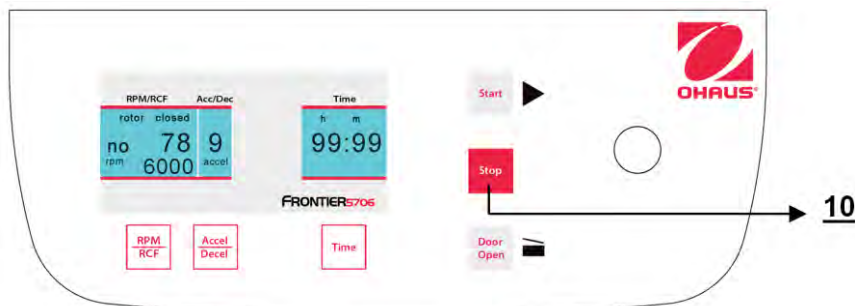 RPM/RCF Acc/Dec
rotor closed
no 78 9
rpm 6000 accel
Time
h m
99:99
FRONTIER5706
RPM
RCF
Accel
Decel
Time
Start
Stop
Door
Open
OHAUS®
10